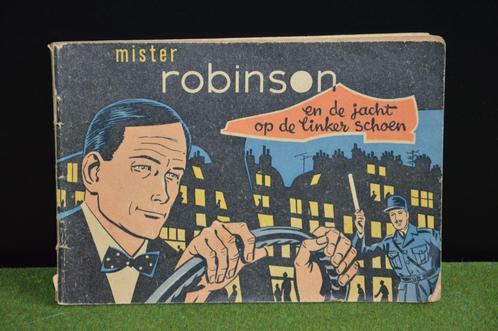 mister
robinson
en de jacht
op de linker schoen